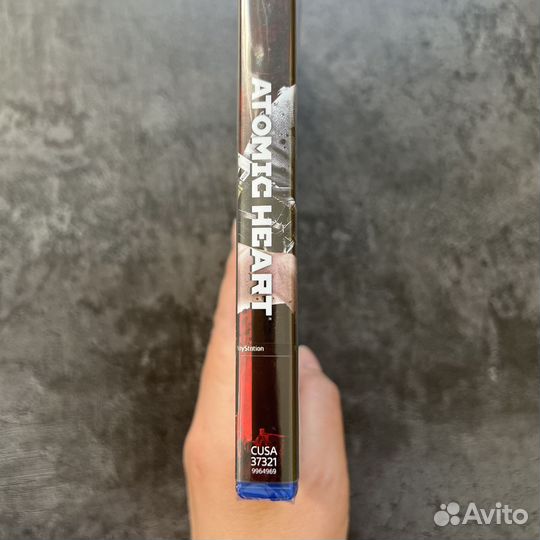 ATOMIC HEART
PlayStation
CUSA
37321
9964969
Avito